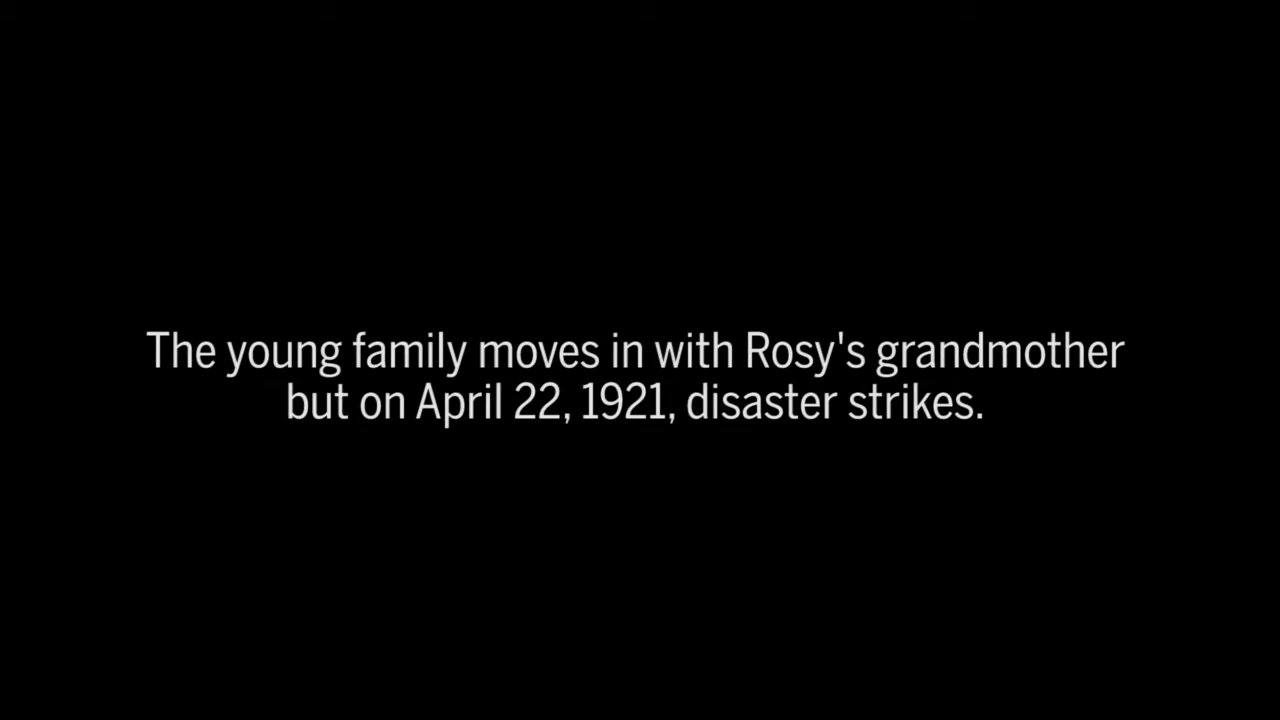 The young family moves in with Rosy's grandmother
but on April 22, 1921, disaster strikes.